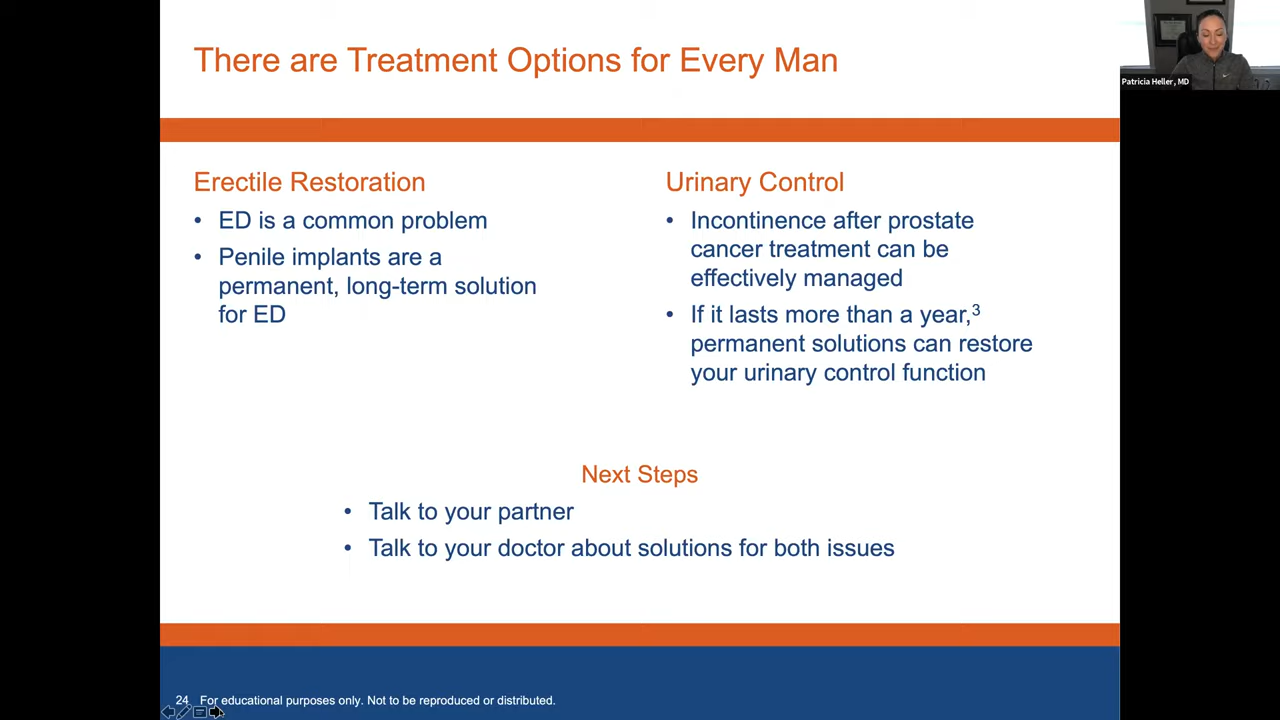 There are Treatment Options for Every Man
Patricia Heller, MD
Erectile Restoration
• ED is a common problem
• Penile implants are a
permanent, long-term solution
for ED
Urinary Control
• Incontinence after prostate
cancer treatment can be
effectively managed
• If it lasts more than a year,³
permanent solutions can restore
your urinary control function
Next Steps
• Talk to your partner
• Talk to your doctor about solutions for both issues
24 For educational purposes only. Not to be reproduced or distributed.